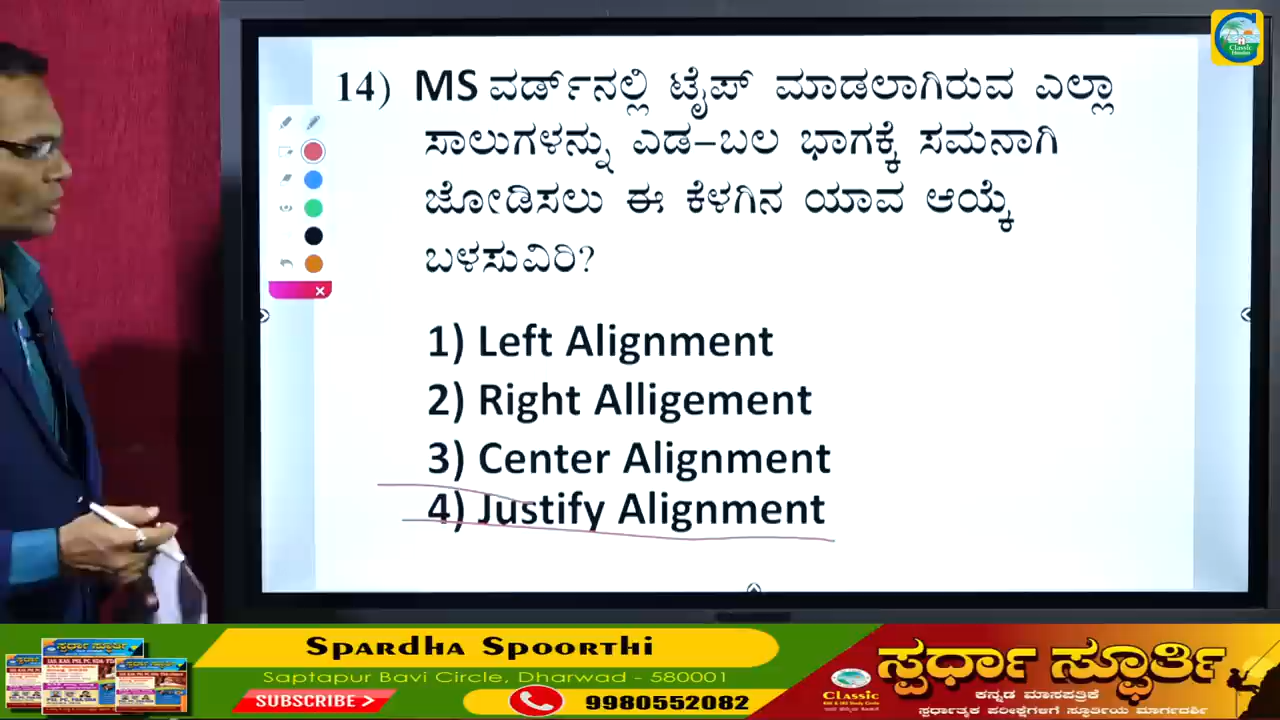 Classic
Education
14) MS ವರ್ಡ್‌ನಲ್ಲಿ ಟೈಪ್ ಮಾಡಲಾಗಿರುವ ಎಲ್ಲಾ
ಸಾಲುಗಳನ್ನು ಎಡ–ಬಲ ಭಾಗಕ್ಕೆ ಸಮನಾಗಿ
ಜೋಡಿಸಲು ಈ ಕೆಳಗಿನ ಯಾವ ಆಯ್ಕೆ
ಬಳಸುವಿರಿ?
1) Left Alignment
2) Right Alligement
3) Center Alignment
4) Justify Alignment
Spardha Spoorthi
Saptapur Bavi Circle, Dharwad - 580001
SUBSCRIBE
9980552082
ಸ್ಪರ್ಧಾ ಸ್ಫೂರ್ತಿ
Classic
ಕನ್ನಡ ಮಾಸಪತ್ರಿಕೆ
ಸ್ಪರ್ಧಾತ್ಮಕ ಪರೀಕ್ಷೆಗಳಿಗೆ ಸ್ಫೂರ್ತಿಯ ಮಾರ್ಗದರ್ಶಿ